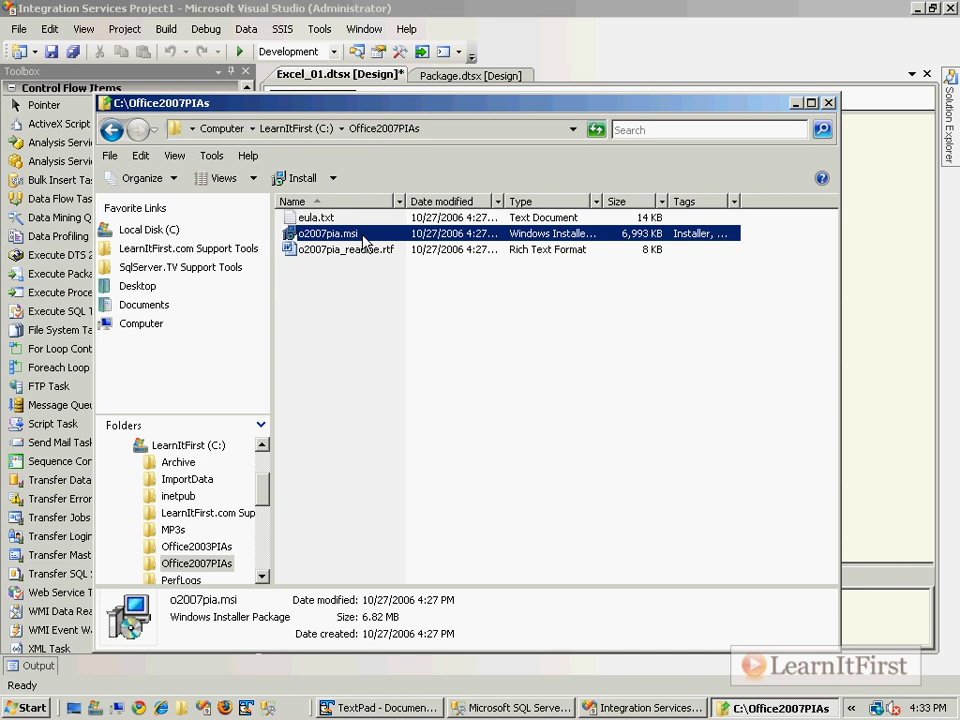 Integration Services Project1 - Microsoft Visual Studio (Administrator)
File Edit View Project Build Debug Data SSIS Tools Window Help
Development
Toolbox
Excel_01.dtsx [Design]* Package.dtsx [Design]
Control Flow Items
Pointer
ActiveX Script
Analysis Servi
Analysis Servi
Bulk Insert Ta
Data Flow Tas
Data Mining Q
Data Profiling
Execute DTS 2
Execute Packa
Execute Proce
Execute SQL T
File System Ta
For Loop Cont
Foreach Loop
FTP Task
Message Queu
Script Task
Send Mail Task
Sequence Con
Transfer Data
Transfer Error
Transfer Jobs
Transfer Login
Transfer Mast
Transfer SQL S
Web Service T
WMI Data Rea
WMI Event W
XML Task
Output
Ready
Solution Explorer
C:\Office2007PIAs
Computer LearnItFirst (C:) Office2007PIAs
Search
File Edit View Tools Help
Organize Views Install
Favorite Links
Local Disk (C)
LearnItFirst.com Support Tools
SqlServer.TV Support Tools
Desktop
Documents
Computer
Folders
LearnItFirst (C:)
Archive
ImportData
inetpub
LearnItFirst.com Sup
MP3s
Office2003PIAs
Office2007PIAs
PerfLogs
Name Date modified Type Size Tags
eula.txt 10/27/2006 4:27... Text Document 14 KB
o2007pia.msi 10/27/2006 4:27... Windows Installe... 6,993 KB Installer, ...
o2007pia_readme.rtf 10/27/2006 4:27... Rich Text Format 8 KB
o2007pia.msi Date modified: 10/27/2006 4:27 PM
Windows Installer Package Size: 6.82 MB
Date created: 10/27/2006 4:27 PM
LearnItFirst
Start TextPad - Documen... Microsoft SQL Serve... Integration Services... C:\Office2007PIAs « 4:33 PM